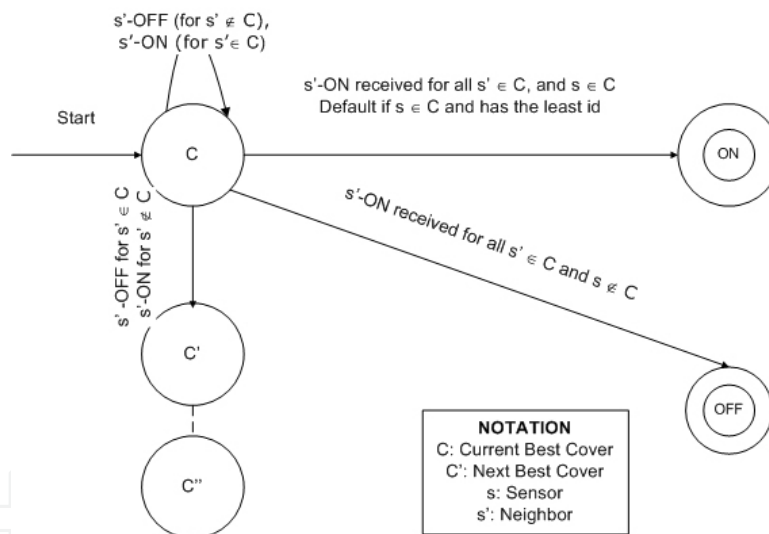 s'-OFF (for s' ∉ C),
s'-ON (for s'∈ C)
s'-ON received for all s' ∈ C, and s ∈ C
Default if s ∈ C and has the least id
Start
C
ON
s'-ON received for all s' ∈ C and s ∉ C
s' -OFF for s' ∈ C
s'-ON for s' ∉ C
C'
OFF
C"
NOTATION
C: Current Best Cover
C': Next Best Cover
s: Sensor
s': Neighbor